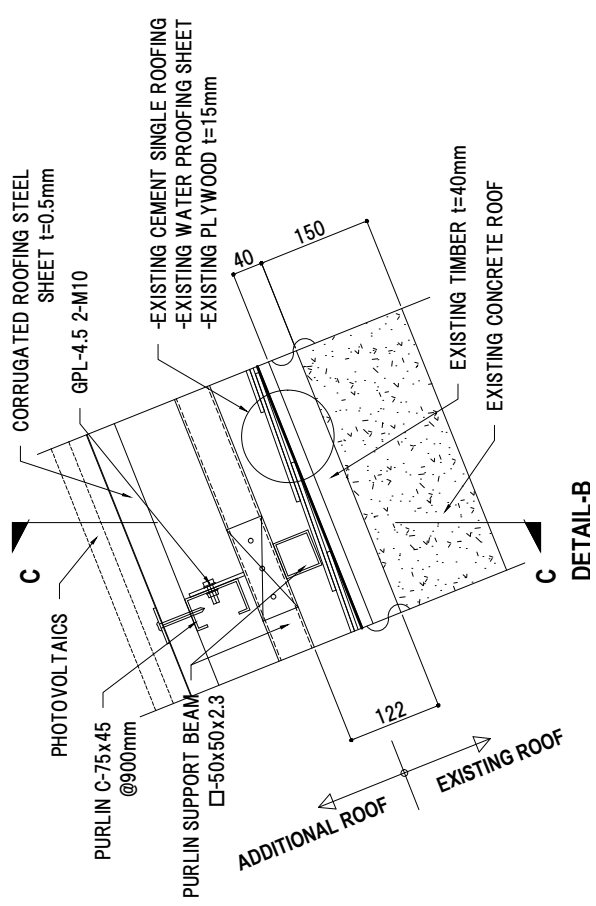 CORRUGATED ROOFING STEEL
SHEET t=0.5mm
GPL-4.5 2-M10
-EXISTING CEMENT SINGLE ROOFING
-EXISTING WATER PROOFING SHEET
-EXISTING PLYWOOD t=15mm
PHOTOVOLTAICS
PURLIN C-75x45
@900mm
PURLIN SUPPORT BEAM
□-50x50x2.3
40
150
122
EXISTING TIMBER t=40mm
EXISTING CONCRETE ROOF
ADDITIONAL ROOF
EXISTING ROOF
C
C
DETAIL-B